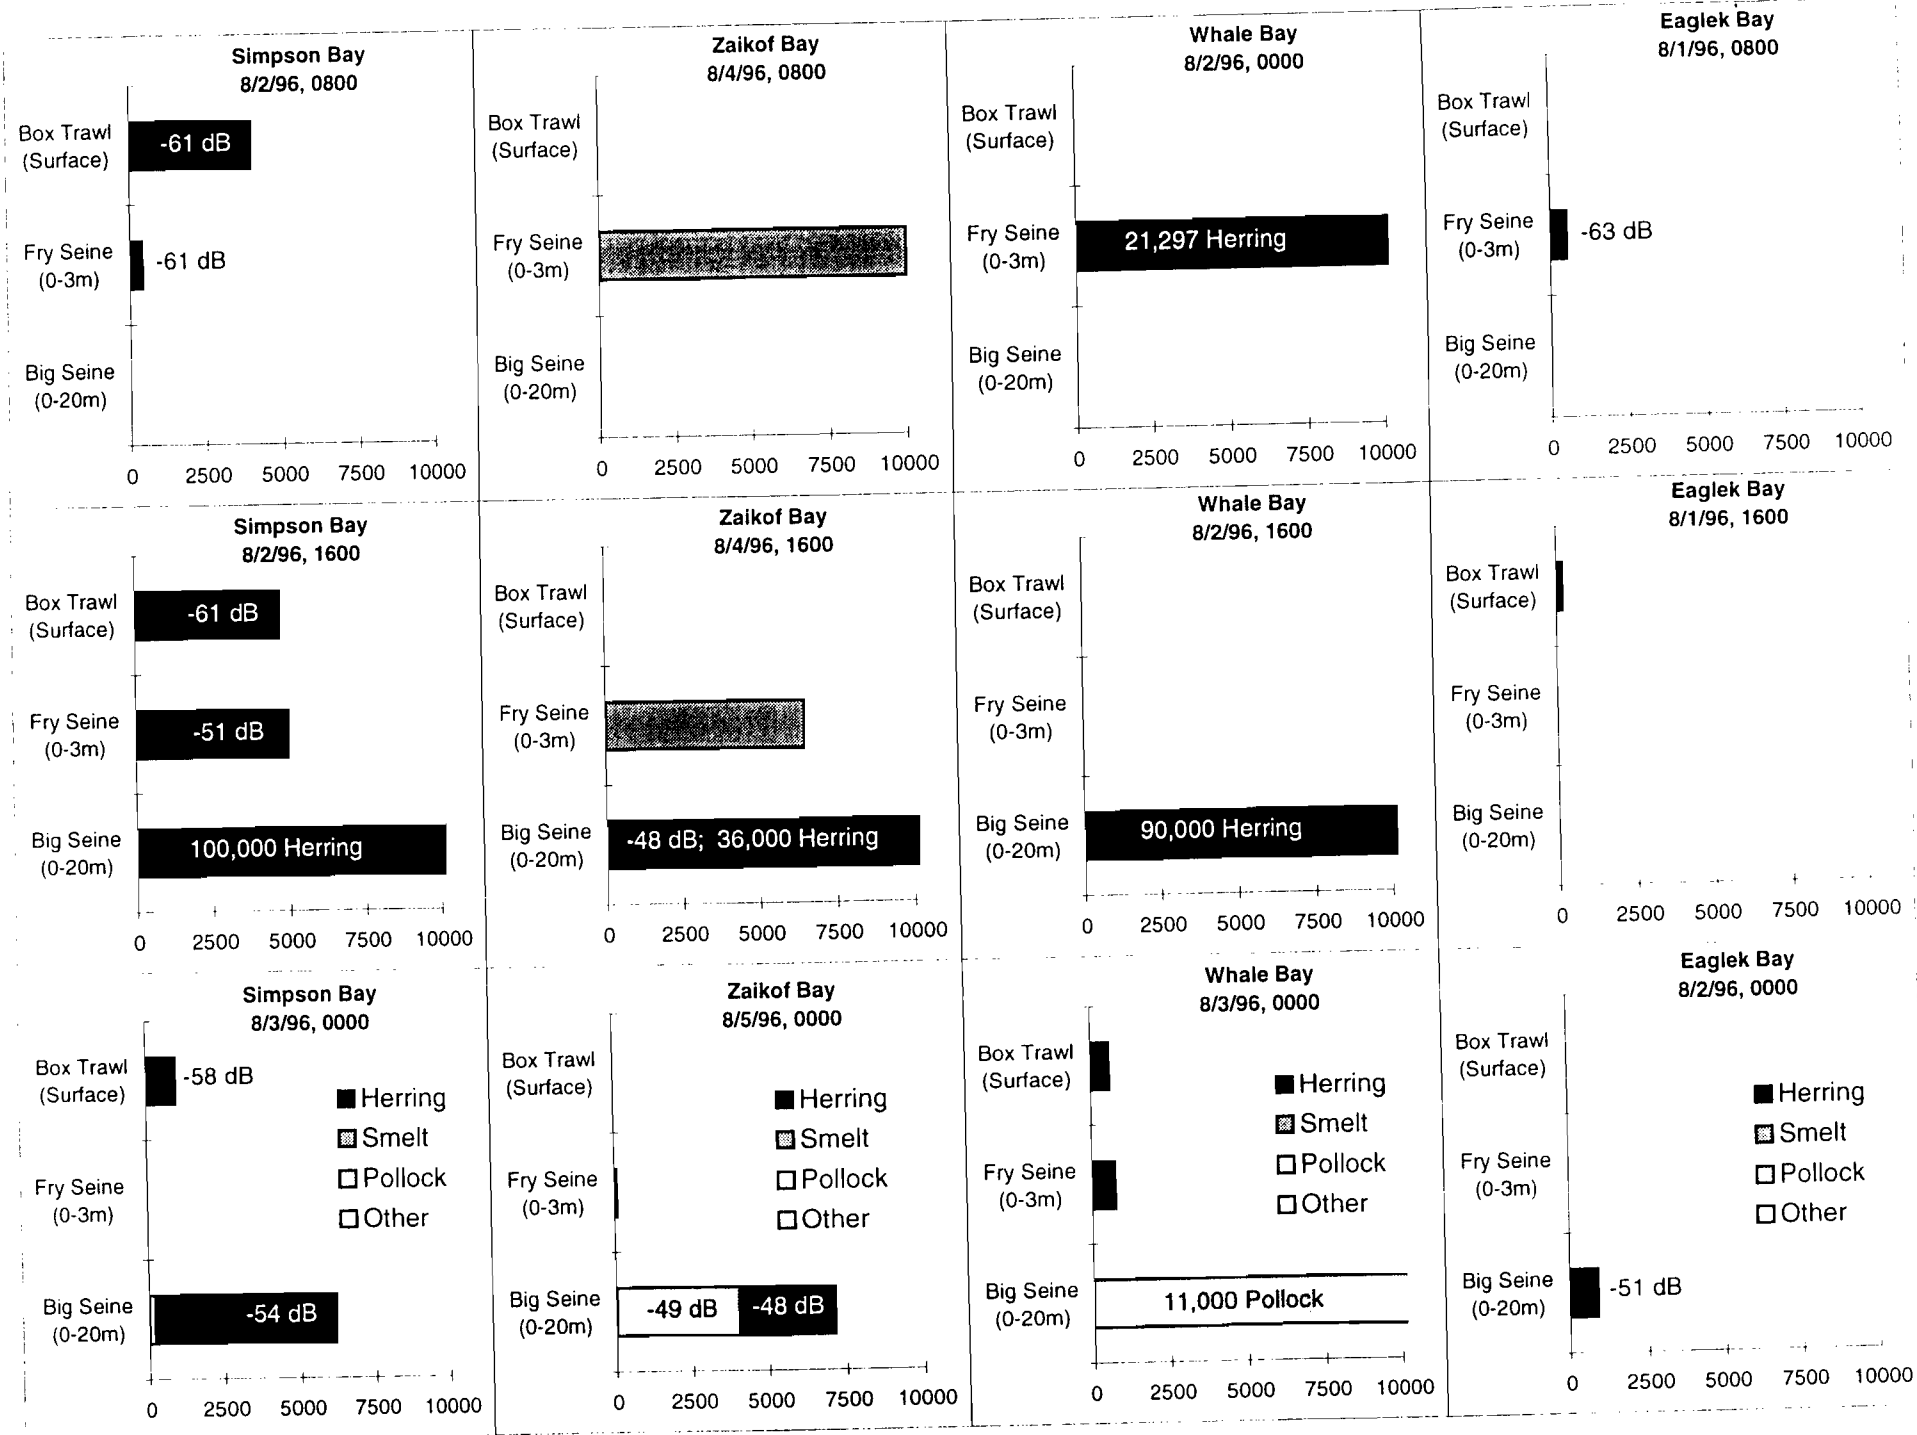 Simpson Bay
8/2/96, 0800
Box Trawl
(Surface)
-61 dB
Fry Seine
(0-3m)
-61 dB
Big Seine
(0-20m)
0 2500 5000 7500 10000
Zaikof Bay
8/4/96, 0800
Box Trawl
(Surface)
Fry Seine
(0-3m)
Big Seine
(0-20m)
0 2500 5000 7500 10000
Whale Bay
8/2/96, 0000
Box Trawl
(Surface)
Fry Seine
(0-3m)
21,297 Herring
Big Seine
(0-20m)
0 2500 5000 7500 10000
Eaglek Bay
8/1/96, 0800
Box Trawl
(Surface)
Fry Seine
(0-3m)
-63 dB
Big Seine
(0-20m)
0 2500 5000 7500 10000
Simpson Bay
8/2/96, 1600
Box Trawl
(Surface)
-61 dB
Fry Seine
(0-3m)
-51 dB
Big Seine
(0-20m)
100,000 Herring
0 2500 5000 7500 10000
Zaikof Bay
8/4/96, 1600
Box Trawl
(Surface)
Fry Seine
(0-3m)
Big Seine
(0-20m)
-48 dB; 36,000 Herring
0 2500 5000 7500 10000
Whale Bay
8/2/96, 1600
Box Trawl
(Surface)
Fry Seine
(0-3m)
Big Seine
(0-20m)
90,000 Herring
0 2500 5000 7500 10000
Eaglek Bay
8/1/96, 1600
Box Trawl
(Surface)
Fry Seine
(0-3m)
Big Seine
(0-20m)
0 2500 5000 7500 10000
Simpson Bay
8/3/96, 0000
Box Trawl
(Surface)
-58 dB
Fry Seine
(0-3m)
Big Seine
(0-20m)
-54 dB
Herring
Smelt
Pollock
Other
0 2500 5000 7500 10000
Zaikof Bay
8/5/96, 0000
Box Trawl
(Surface)
Fry Seine
(0-3m)
Big Seine
(0-20m)
-49 dB -48 dB
Herring
Smelt
Pollock
Other
0 2500 5000 7500 10000
Whale Bay
8/3/96, 0000
Box Trawl
(Surface)
Fry Seine
(0-3m)
Big Seine
(0-20m)
11,000 Pollock
Herring
Smelt
Pollock
Other
0 2500 5000 7500 10000
Eaglek Bay
8/2/96, 0000
Box Trawl
(Surface)
Fry Seine
(0-3m)
Big Seine
(0-20m)
-51 dB
Herring
Smelt
Pollock
Other
0 2500 5000 7500 10000